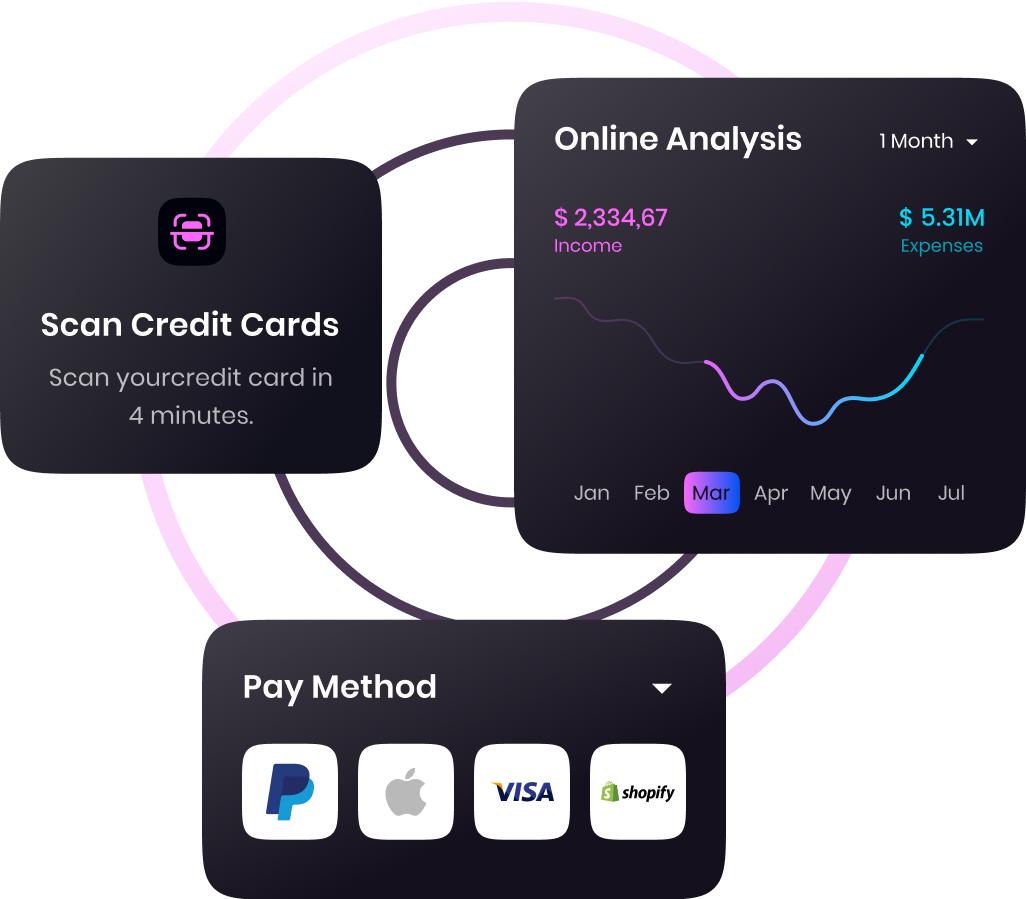 Online Analysis
1 Month
$ 2,334,67
$ 5.31M
Income
Expenses
Jan Feb Mar Apr May Jun Jul
Scan Credit Cards
Scan yourcredit card in
4 minutes.
Pay Method
VISA
shopify